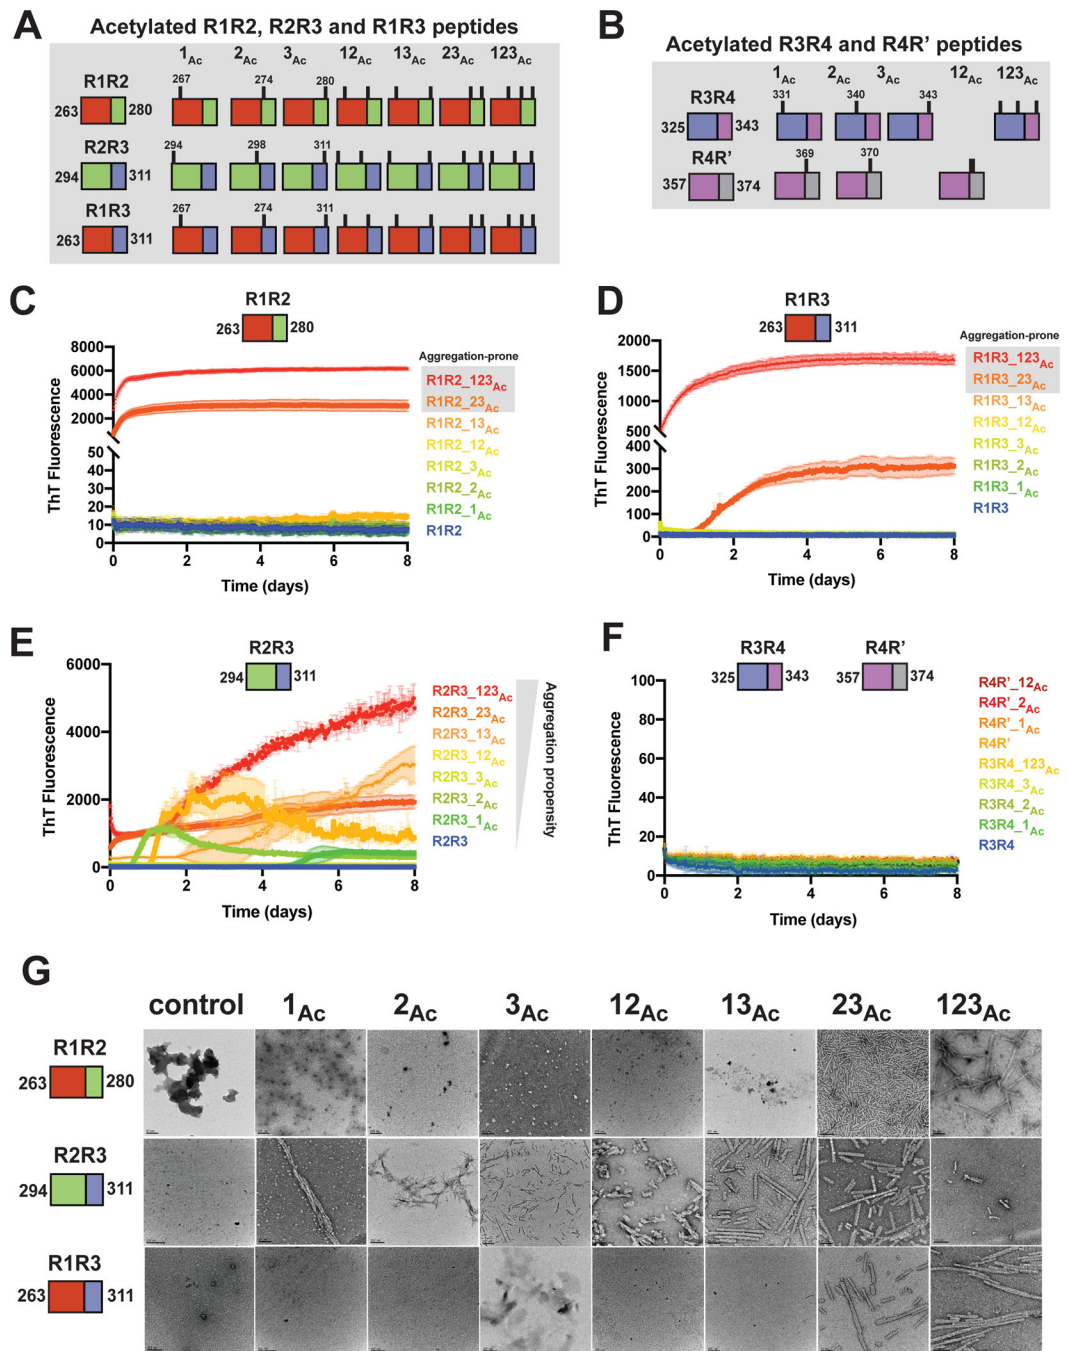 A
Acetylated R1R2, R2R3 and R1R3 peptides
1Ac 2Ac 3Ac 12Ac 13Ac 23Ac 123Ac
R1R2
263 280
267 274 280
R2R3
294 311
294 298 311
R1R3
263 311
267 274 311
B
Acetylated R3R4 and R4R' peptides
1Ac 2Ac 3Ac 12Ac 123Ac
R3R4
325 343
331 340 343
R4R'
357 374
369 370
C
R1R2
263 280
ThT Fluorescence
8000
6000
4000
2000
50
40
30
20
10
0
0 2 4 6 8
Time (days)
Aggregation-prone
R1R2_123Ac
R1R2_23Ac
R1R2_13Ac
R1R2_12Ac
R1R2_3Ac
R1R2_2Ac
R1R2_1Ac
R1R2
D
R1R3
263 311
ThT Fluorescence
2000
1500
1000
500
400
300
200
100
0
0 2 4 6 8
Time (days)
Aggregation-prone
R1R3_123Ac
R1R3_23Ac
R1R3_13Ac
R1R3_12Ac
R1R3_3Ac
R1R3_2Ac
R1R3_1Ac
R1R3
E
R2R3
294 311
ThT Fluorescence
6000
4000
2000
0
0 2 4 6 8
Time (days)
R2R3_123Ac
R2R3_23Ac
R2R3_13Ac
R2R3_12Ac
R2R3_3Ac
R2R3_2Ac
R2R3_1Ac
R2R3
Aggregation propensity
F
R3R4
325 343
R4R'
357 374
ThT Fluorescence
100
80
60
40
20
0
0 2 4 6 8
Time (days)
R4R'_12Ac
R4R'_2Ac
R4R'_1Ac
R4R'
R3R4_123Ac
R3R4_3Ac
R3R4_2Ac
R3R4_1Ac
R3R4
G
control 1Ac 2Ac 3Ac 12Ac 13Ac 23Ac 123Ac
R1R2
263 280
R2R3
294 311
R1R3
263 311